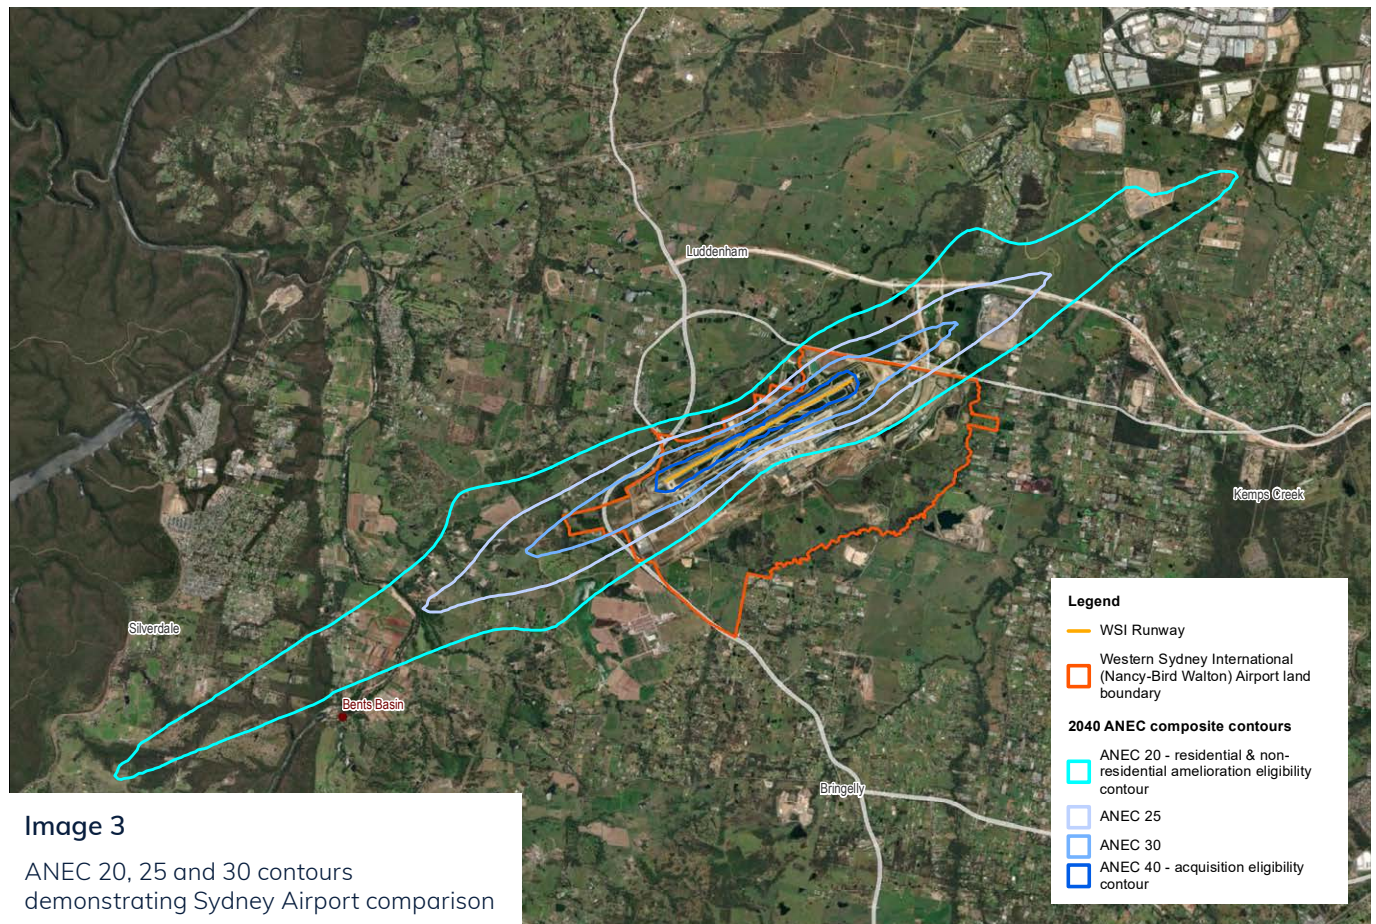 Luddenham
Kemps Creek
Silverdale
Bents Basin
Bringelly
Legend
WSI Runway
Western Sydney International
(Nancy-Bird Walton) Airport land
boundary
2040 ANEC composite contours
ANEC 20 - residential & non-
residential amelioration eligibility
contour
ANEC 25
ANEC 30
ANEC 40 - acquisition eligibility
contour
Image 3
ANEC 20, 25 and 30 contours
demonstrating Sydney Airport comparison